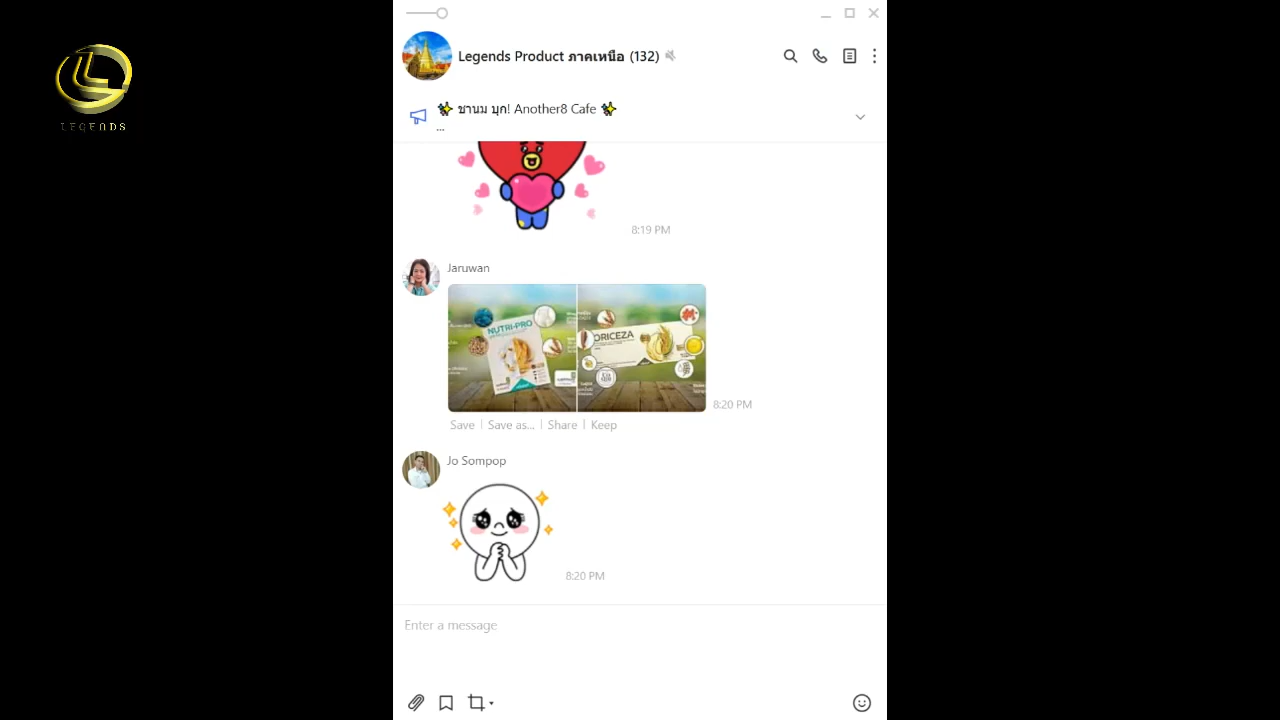 LEGENDS
Legends Product ภาคเหนือ (132)
✨ ชานม บุก! Another8 Cafe ✨
...
8:19 PM
Jaruwan
NUTRI-PRO
ORICEZA
8:20 PM
Save | Save as... | Share | Keep
Jo Sompop
8:20 PM
Enter a message